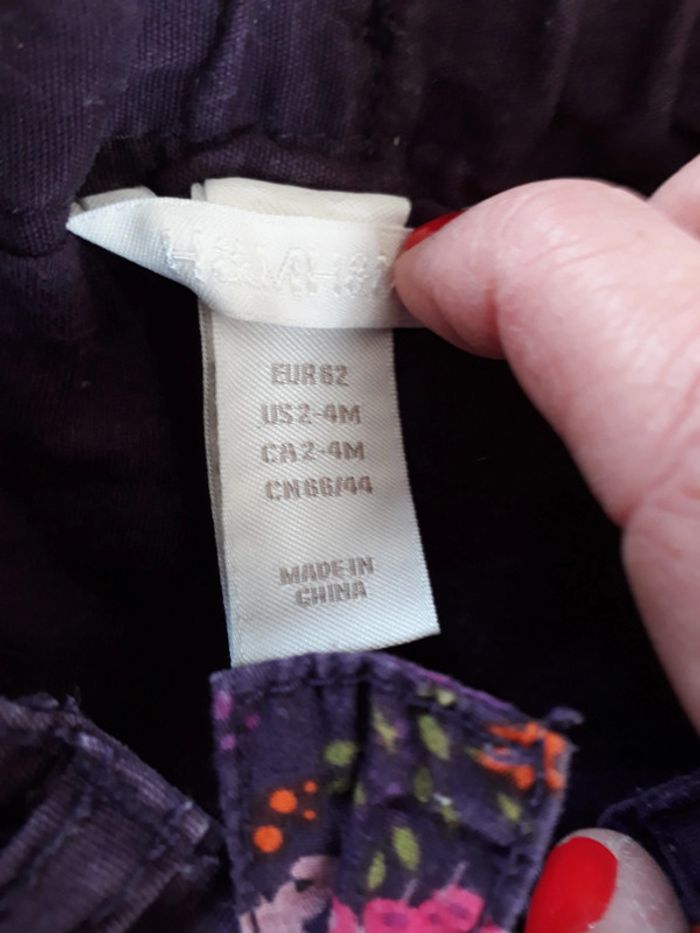 H&M H&M
EUR 62
US 2-4M
CA 2-4M
CN 66/44
MADE IN
CHINA